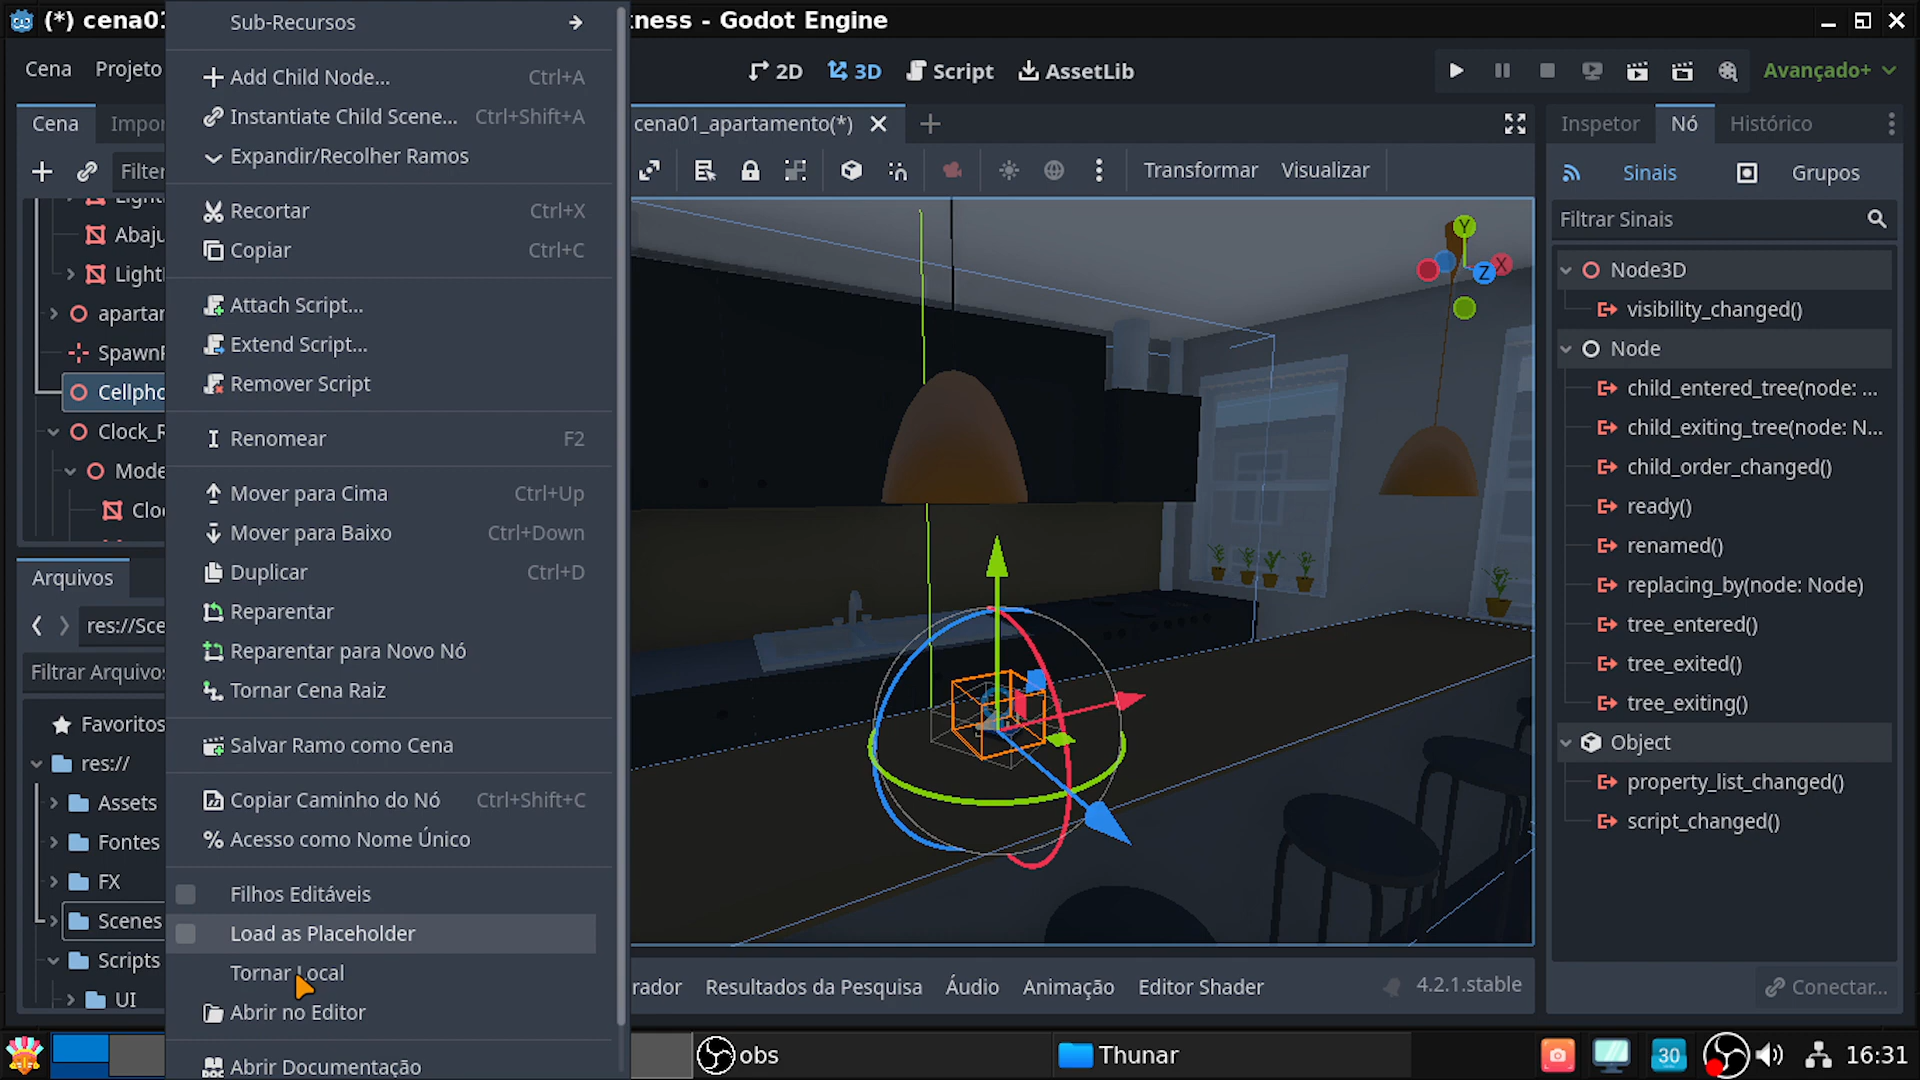 (*) cena01
tness - Godot Engine
Cena Projeto
2D 3D Script AssetLib
Avançado+
Sub-Recursos
Add Child Node... Ctrl+A
Instantiate Child Scene... Ctrl+Shift+A
Expandir/Recolher Ramos
Recortar Ctrl+X
Copiar Ctrl+C
Attach Script...
Extend Script...
Remover Script
Renomear F2
Mover para Cima Ctrl+Up
Mover para Baixo Ctrl+Down
Duplicar Ctrl+D
Reparentar
Reparentar para Novo Nó
Tornar Cena Raiz
Salvar Ramo como Cena
Copiar Caminho do Nó Ctrl+Shift+C
Acesso como Nome Único
Filhos Editáveis
Load as Placeholder
Tornar Local
Abrir no Editor
Abrir Documentação
Cena Impor
Filter
Light
Abaju
Light
apartar
Spawn
Cellpho
Clock_R
Mode
Cloc
Arquivos
res://Sce
Filtrar Arquivos
Favoritos
res://
Assets
Fontes
FX
Scenes
Scripts
UI
cena01_apartamento(*)
Transformar Visualizar
Y
X
Z
rador Resultados da Pesquisa Áudio Animação Editor Shader 4.2.1.stable
Inspetor Nó Histórico
Sinais Grupos
Filtrar Sinais
Node3D
visibility_changed()
Node
child_entered_tree(node: ...
child_exiting_tree(node: N...
child_order_changed()
ready()
renamed()
replacing_by(node: Node)
tree_entered()
tree_exited()
tree_exiting()
Object
property_list_changed()
script_changed()
Conectar...
obs
Thunar
30
16:31